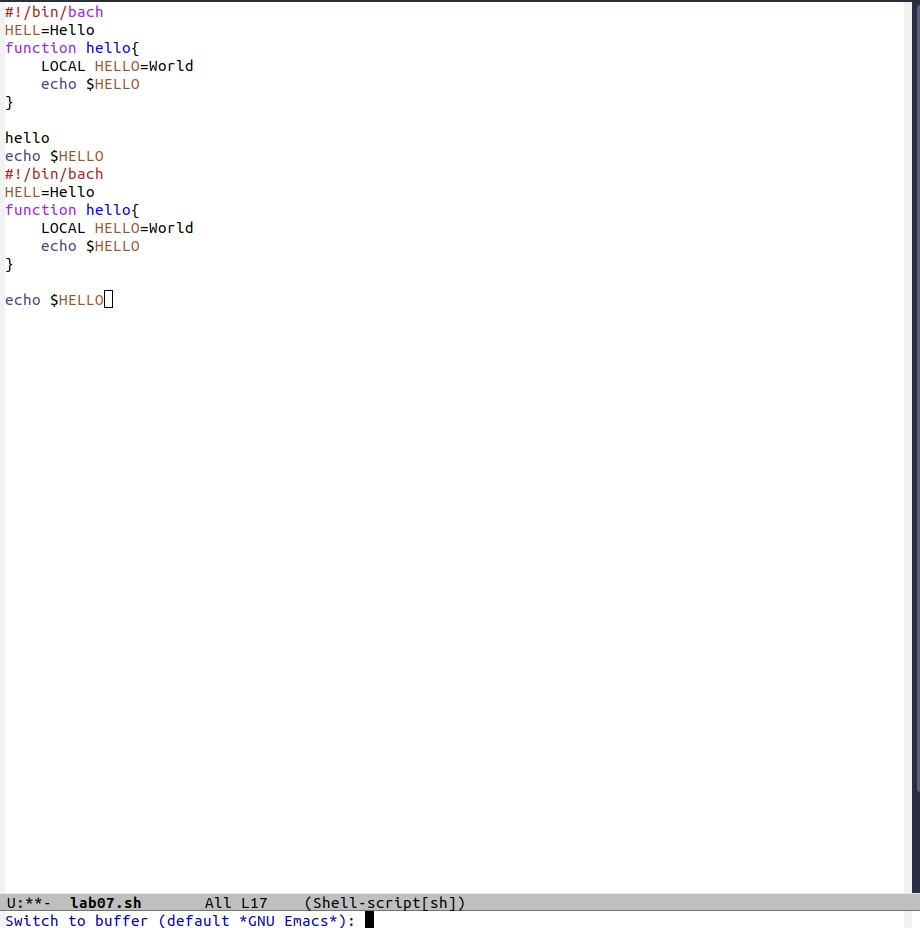 #!/bin/bach
HELL=Hello
function hello{
    LOCAL HELLO=World
    echo $HELLO
}

hello
echo $HELLO
#!/bin/bach
HELL=Hello
function hello{
    LOCAL HELLO=World
    echo $HELLO
}

echo $HELLO
U:**-  lab07.sh       All L17    (Shell-script[sh])
Switch to buffer (default *GNU Emacs*):